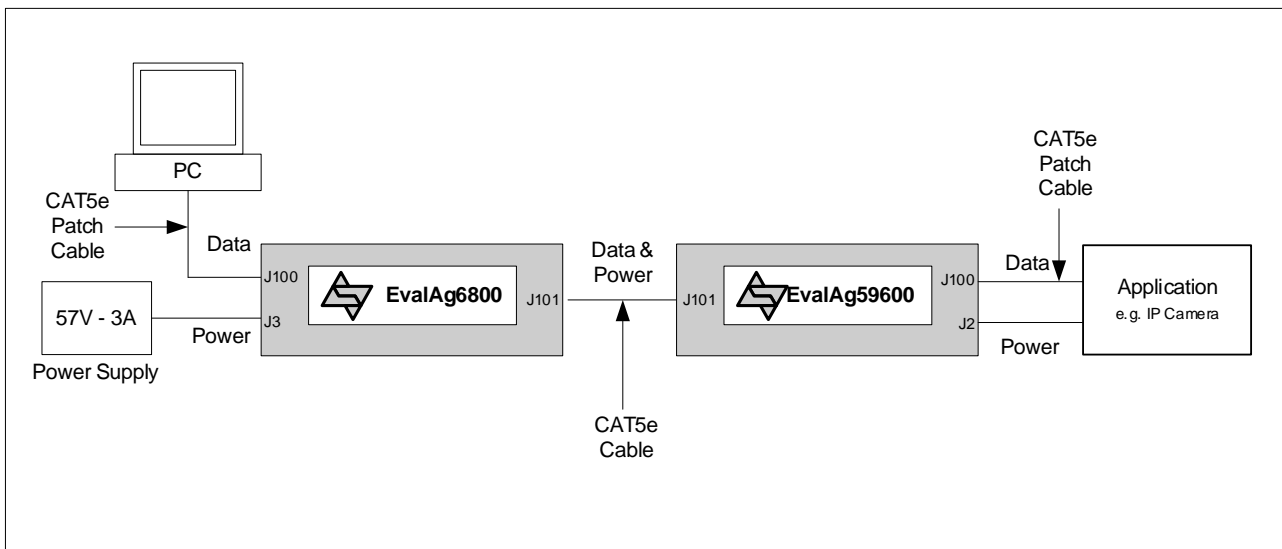 PC
CAT5e
Patch
Cable
Data
57V - 3A
Power Supply
Power
J100
J3
EvalAg6800
J101
Data &
Power
CAT5e
Cable
J101
EvalAg59600
J100
J2
Data
Power
CAT5e
Patch
Cable
Application
e.g. IP Camera